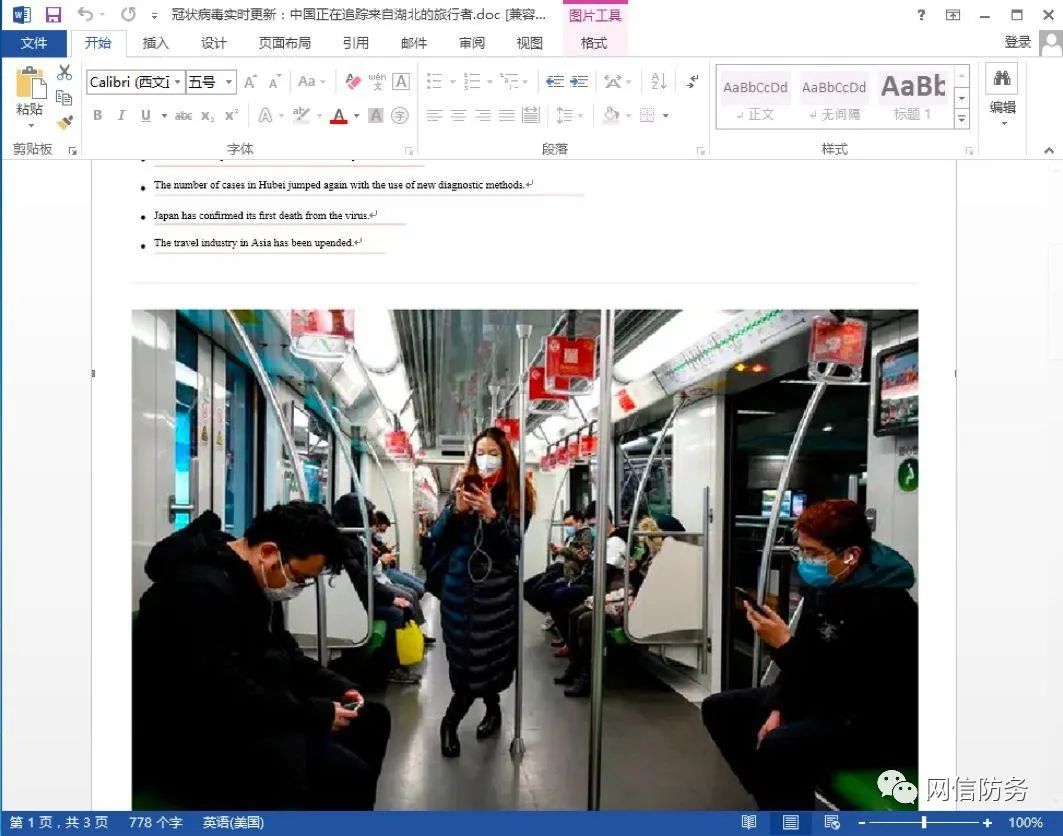 冠状病毒实时更新：中国正在追踪来自湖北的旅行者.doc [兼容...
图片工具
文件
开始
插入
设计
页面布局
引用
邮件
审阅
视图
格式
登录
粘贴
Calibri (西文正
五号
Aa
wén
文
A
B I U abc x₂ x²
A
A
A
字
AaBbCcDd
AaBbCcDd
AaBb
正文
无间隔
标题 1
编辑
剪贴板
字体
段落
样式
The number of cases in Hubei jumped again with the use of new diagnostic methods.
Japan has confirmed its first death from the virus.
The travel industry in Asia has been upended.
网信防务
第 1 页，共 3 页
778 个字
英语(美国)
100%